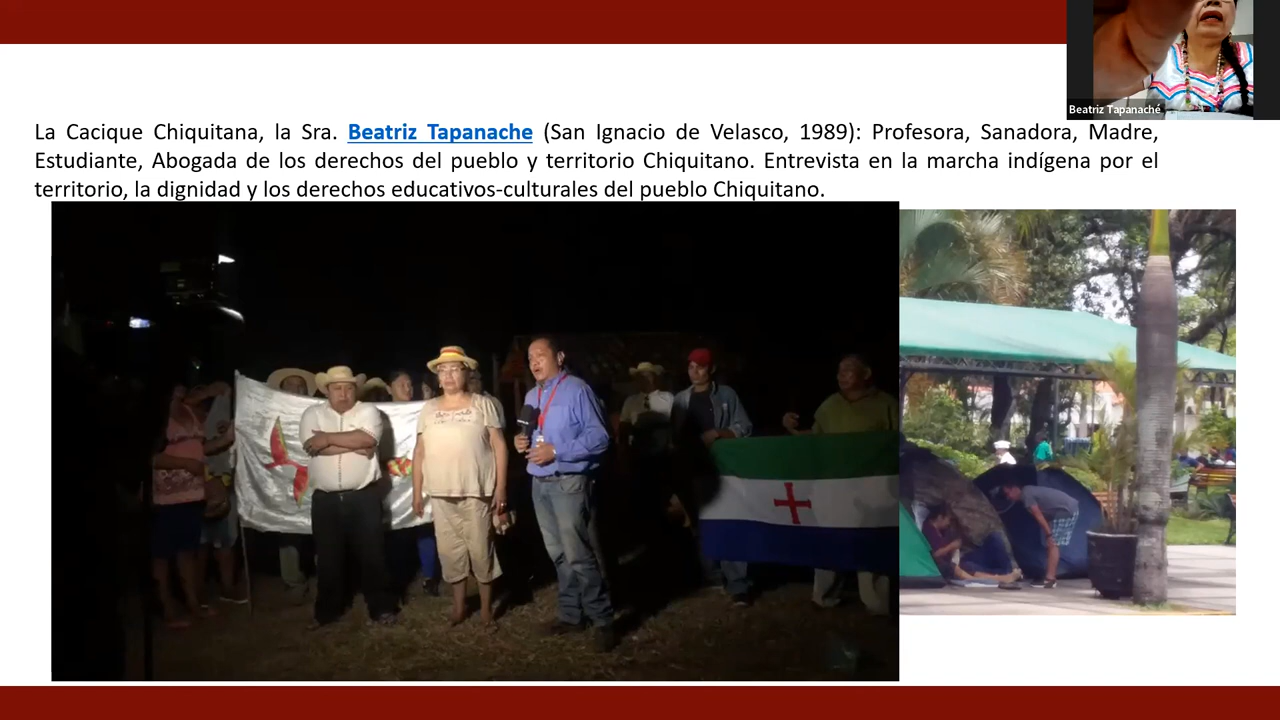 Beatriz Tapanaché
La Cacique Chiquitana, la Sra. Beatriz Tapanache (San Ignacio de Velasco, 1989): Profesora, Sanadora, Madre,
Estudiante, Abogada de los derechos del pueblo y territorio Chiquitano. Entrevista en la marcha indígena por el
territorio, la dignidad y los derechos educativos-culturales del pueblo Chiquitano.